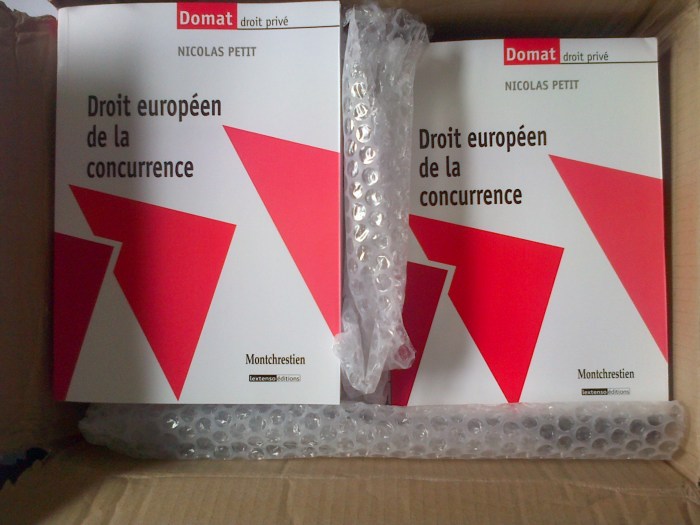 Domat droit privé
NICOLAS PETIT
Droit européen
de la
concurrence
Montchrestien
lextenso éditions
Domat droit privé
NICOLAS PETIT
Droit européen
de la
concurrence
Montchrestien
lextenso éditions